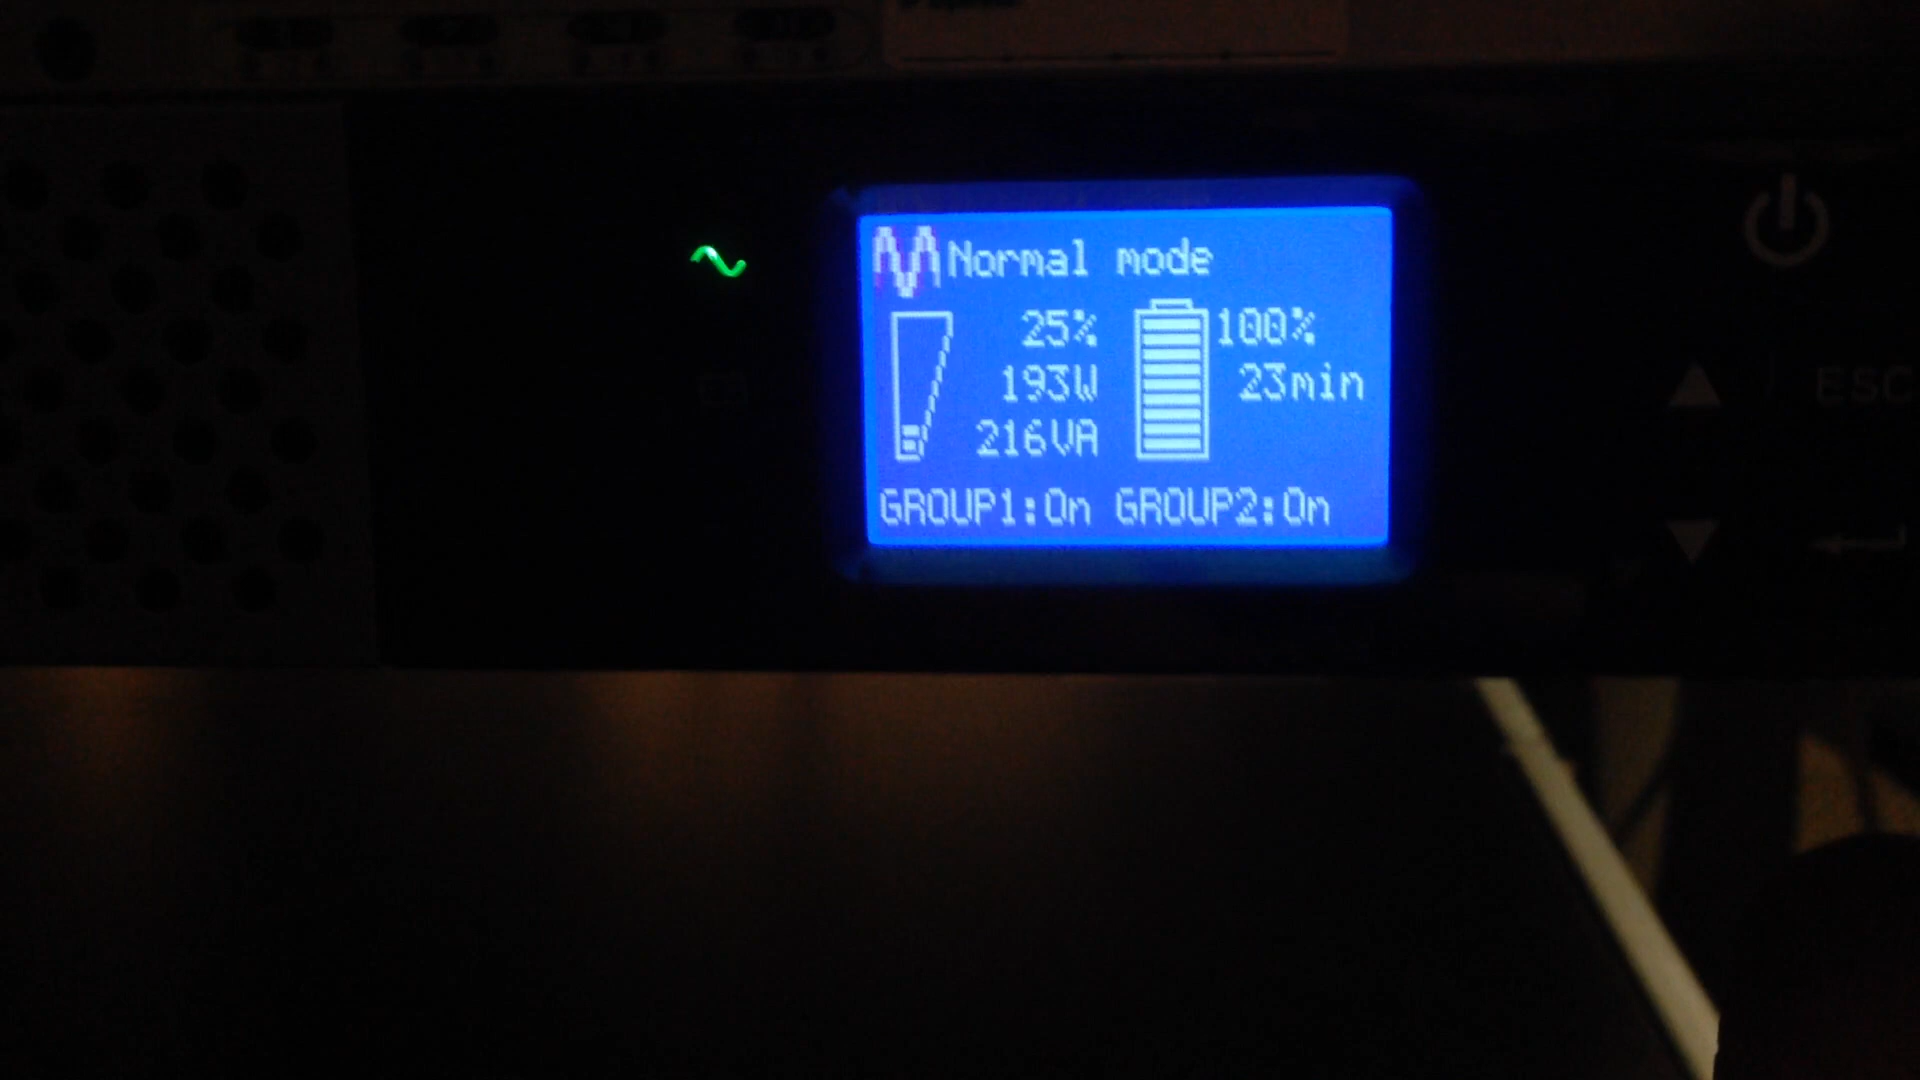 Normal mode
25% 100%
193W 23min
216VA
GROUP1:On GROUP2:On
ESC